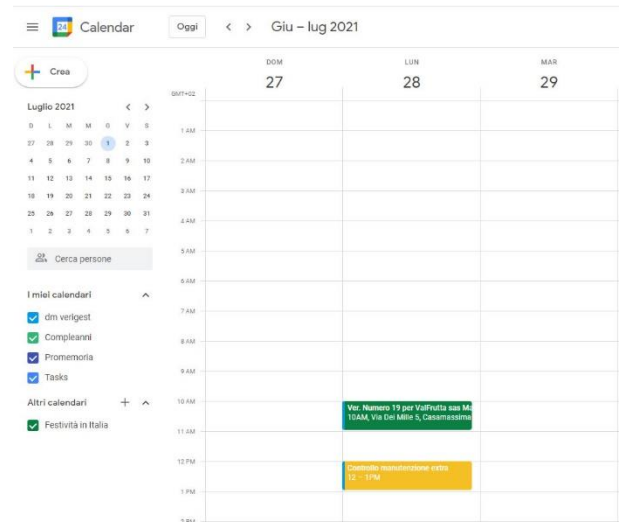 24 Calendar Oggi < > Giu – lug 2021
DOM LUN MAR
27 28 29
Crea
GMT+02
Luglio 2021 < >
D L M M G V S
27 28 29 30 1 2 3
4 5 6 7 8 9 10
11 12 13 14 15 16 17
18 19 20 21 22 23 24
25 26 27 28 29 30 31
1 2 3 4 5 6 7
Cerca persone
I miei calendari
dm verigest
Compleanni
Promemoria
Tasks
Altri calendari +
Festività in Italia
1 AM
2 AM
3 AM
4 AM
5 AM
6 AM
7 AM
8 AM
9 AM
10 AM
Ver. Numero 19 per ValFrutta sas Ma
10AM, Via Dei Mille 5, Casamassima
11 AM
12 PM
Controllo manutenzione extra
12 – 1PM
1 PM
2 PM